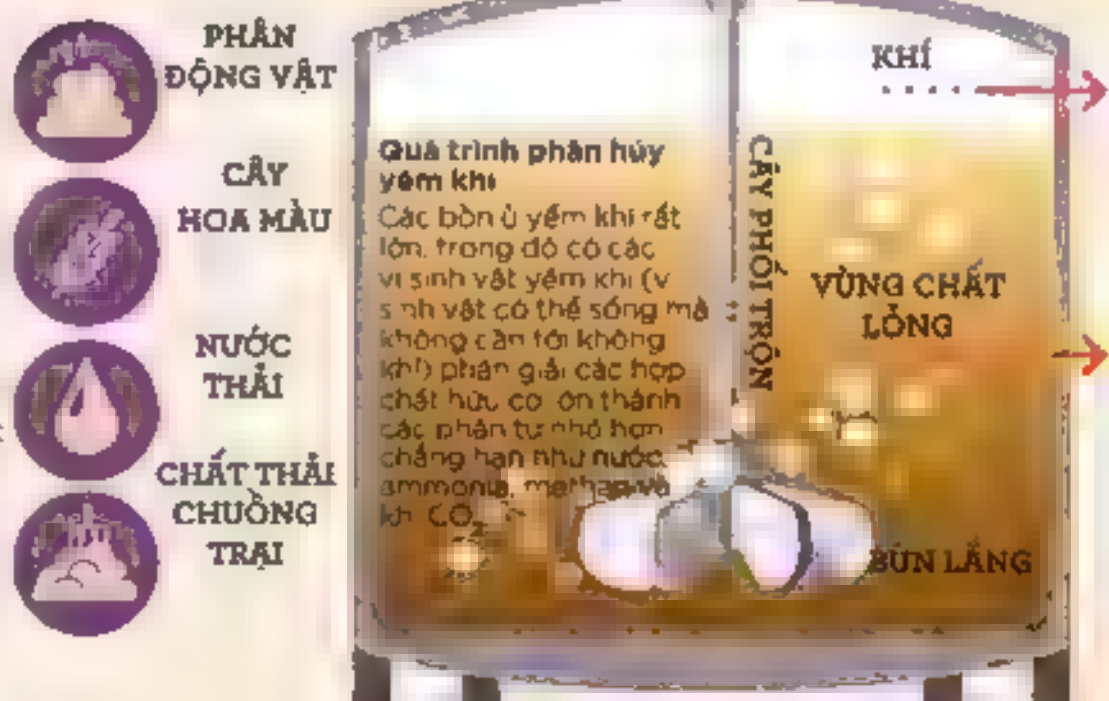 PHÂN
ĐỘNG VẬT
CÂY
HOA MÀU
NƯỚC
THẢI
CHẤT THẢI
CHUỒNG
TRẠI
Quá trình phân hủy
yếm khí
Các bồn ủ yếm khí rất
lớn, trong đó có các
vi sinh vật yếm khí (vi
sinh vật có thể sống mà
không cần tới không
khí) phân giải các hợp
chất hữu cơ lớn thành
các phân tử nhỏ hơn
chẳng hạn như nước,
ammonia, methan và
khí CO
CÂY PHỐI TRỘN
KHÍ
VÙNG CHẤT
LỎNG
BÙN LẮNG